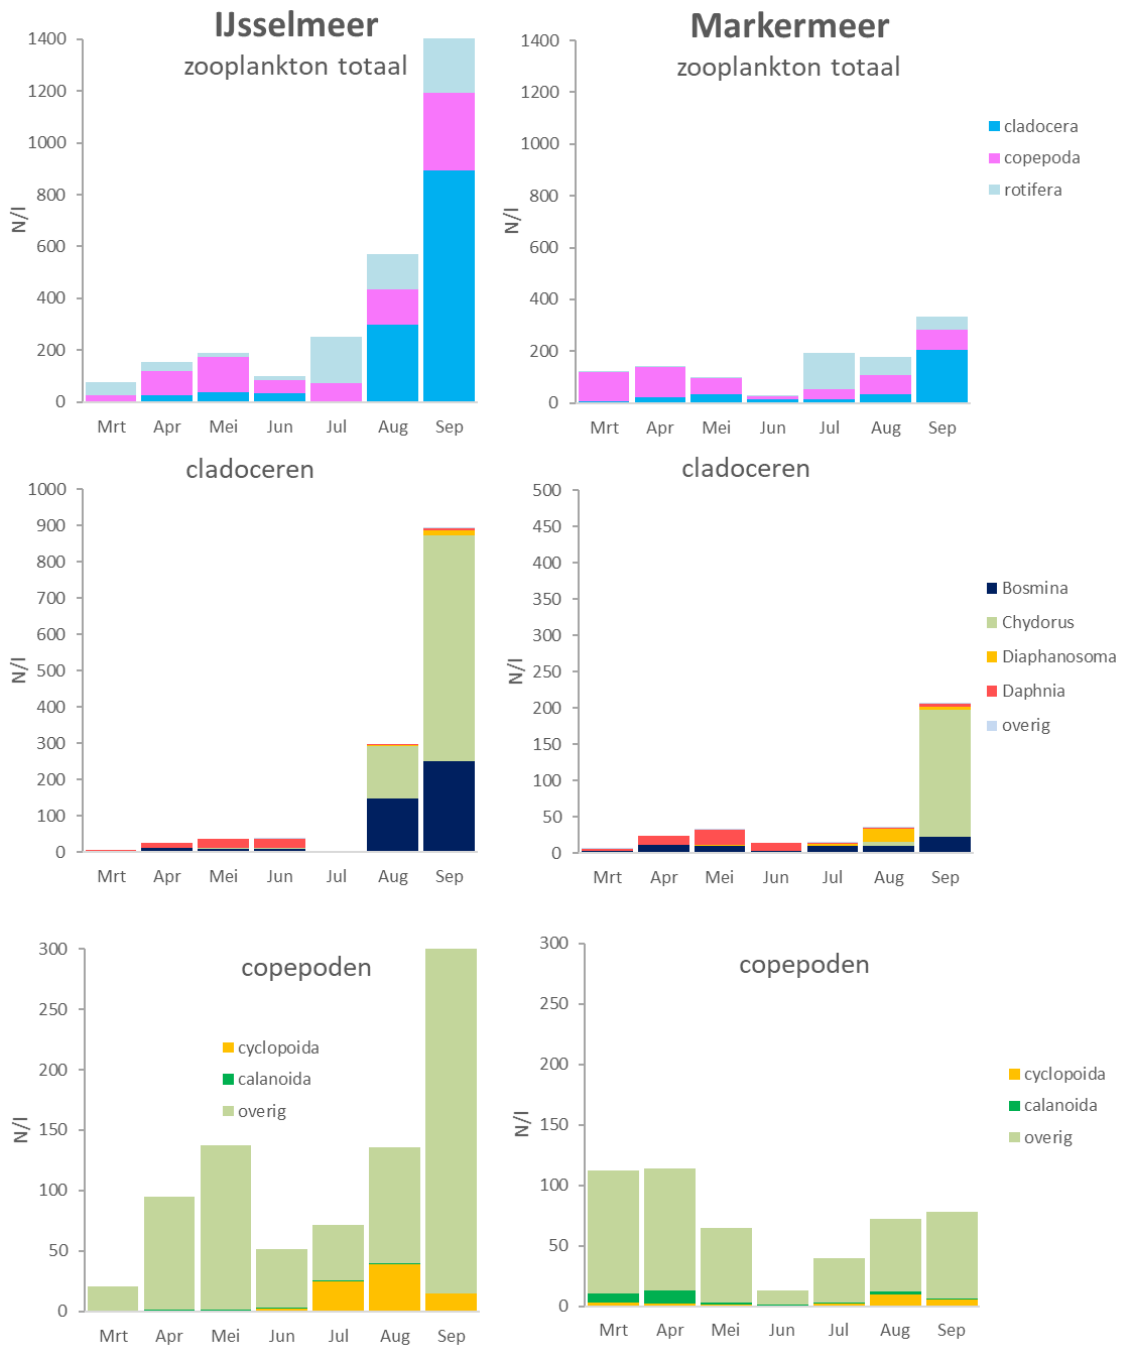 IJsselmeer
zooplankton totaal
1400
1200
1000
800
600
400
200
0
N/l
Mrt Apr Mei Jun Jul Aug Sep
Markermeer
zooplankton totaal
1400
1200
1000
800
600
400
200
0
N/l
Mrt Apr Mei Jun Jul Aug Sep
cladocera
copepoda
rotifera
cladoceren
1000
900
800
700
600
500
400
300
200
100
0
N/l
Mrt Apr Mei Jun Jul Aug Sep
cladoceren
500
450
400
350
300
250
200
150
100
50
0
N/l
Mrt Apr Mei Jun Jul Aug Sep
Bosmina
Chydorus
Diaphanosoma
Daphnia
overig
copepoden
300
250
200
150
100
50
0
N/l
cyclopoida
calanoida
overig
Mrt Apr Mei Jun Jul Aug Sep
copepoden
300
250
200
150
100
50
0
N/l
Mrt Apr Mei Jun Jul Aug Sep
cyclopoida
calanoida
overig